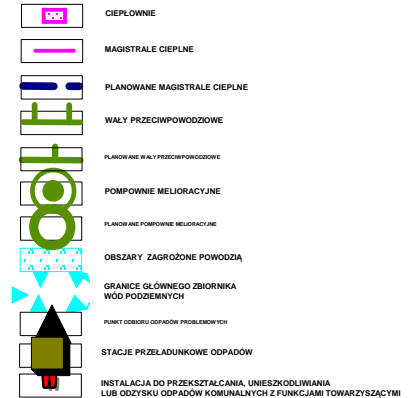 CIEPŁOWNIE
MAGISTRALE CIEPLNE
PLANOWANE MAGISTRALE CIEPLNE
WAŁY PRZECIWPOWODZIOWE
PLANOWANE WAŁY PRZECIWPOWODZIOWE
POMPOWNIE MELIORACYJNE
PLANOWANE POMPOWNIE MELIORACYJNE
OBSZARY ZAGROŻONE POWODZIĄ
GRANICE GŁÓWNEGO ZBIORNIKA
WÓD PODZIEMNYCH
PUNKT ODBIORU ODPADÓW PROBLEMOWYCH
STACJE PRZEŁADUNKOWE ODPADÓW
INSTALACJA DO PRZEKSZTAŁCANIA, UNIESZKODLIWIANIA
LUB ODZYSKU ODPADÓW KOMUNALNYCH Z FUNKCJAMI TOWARZYSZĄCYMI